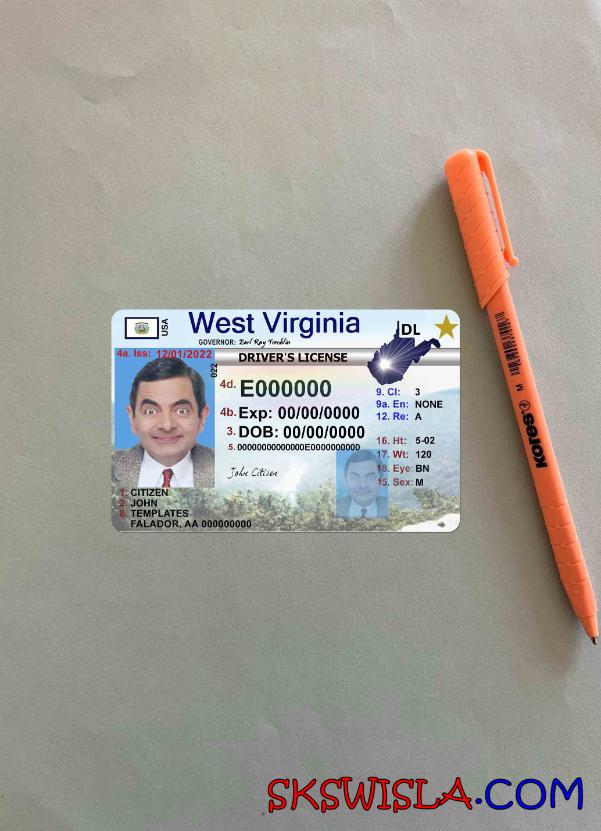 West Virginia
USA
GOVERNOR: Earl Ray Tomblin
DL
4a. Iss: 12/01/2022
DRIVER'S LICENSE
022
4d. E000000
4b. Exp: 00/00/0000
3. DOB: 00/00/0000
5. 00000000000000E0000000000
9. Cl: 3
9a. En: NONE
12. Re: A
16. Ht: 5-02
17. Wt: 120
18. Eye: BN
15. Sex: M
John Citizen
1. CITIZEN
2. JOHN
8. TEMPLATES
FALADOR, AA 000000000
kores
M
SKSWISLA.COM